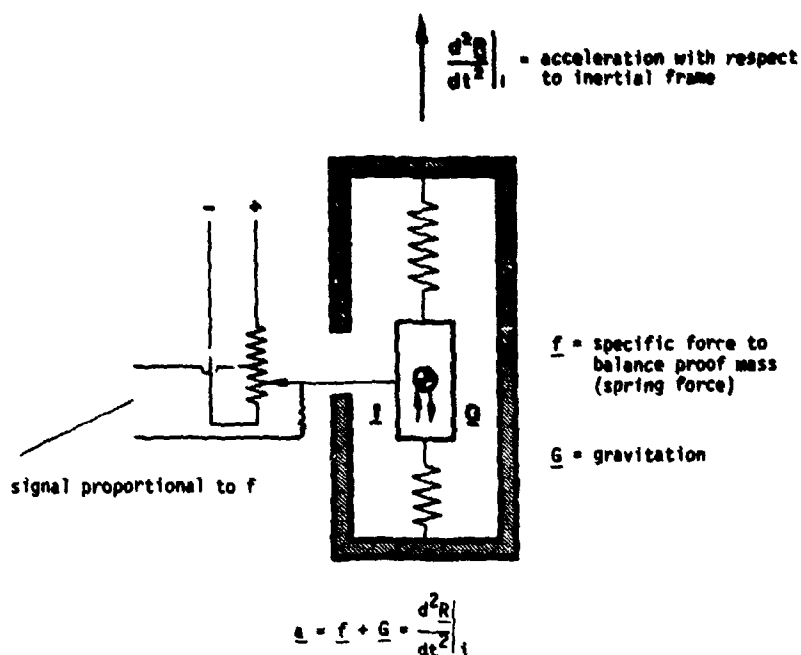 d²R/dt²|i = acceleration with respect
to inertial frame
- +
f = specific force to
balance proof mass
(spring force)
f G
G = gravitation
signal proportional to f
a = f + G = d²R/dt²|i